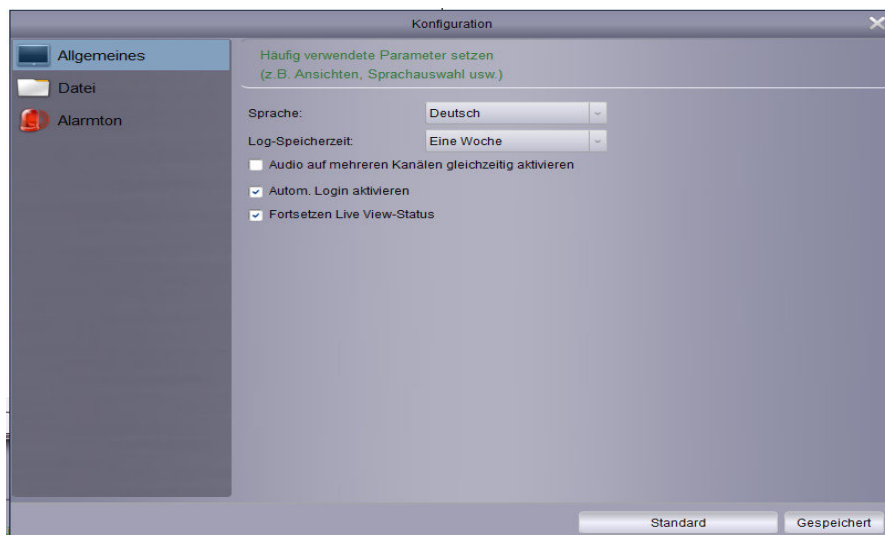 Konfiguration
Allgemeines
Datei
Alarmton
Häufig verwendete Parameter setzen
(z.B. Ansichten, Sprachauswahl usw.)
Sprache: Deutsch
Log-Speicherzeit: Eine Woche
Audio auf mehreren Kanälen gleichzeitig aktivieren
Autom. Login aktivieren
Fortsetzen Live View-Status
Standard Gespeichert